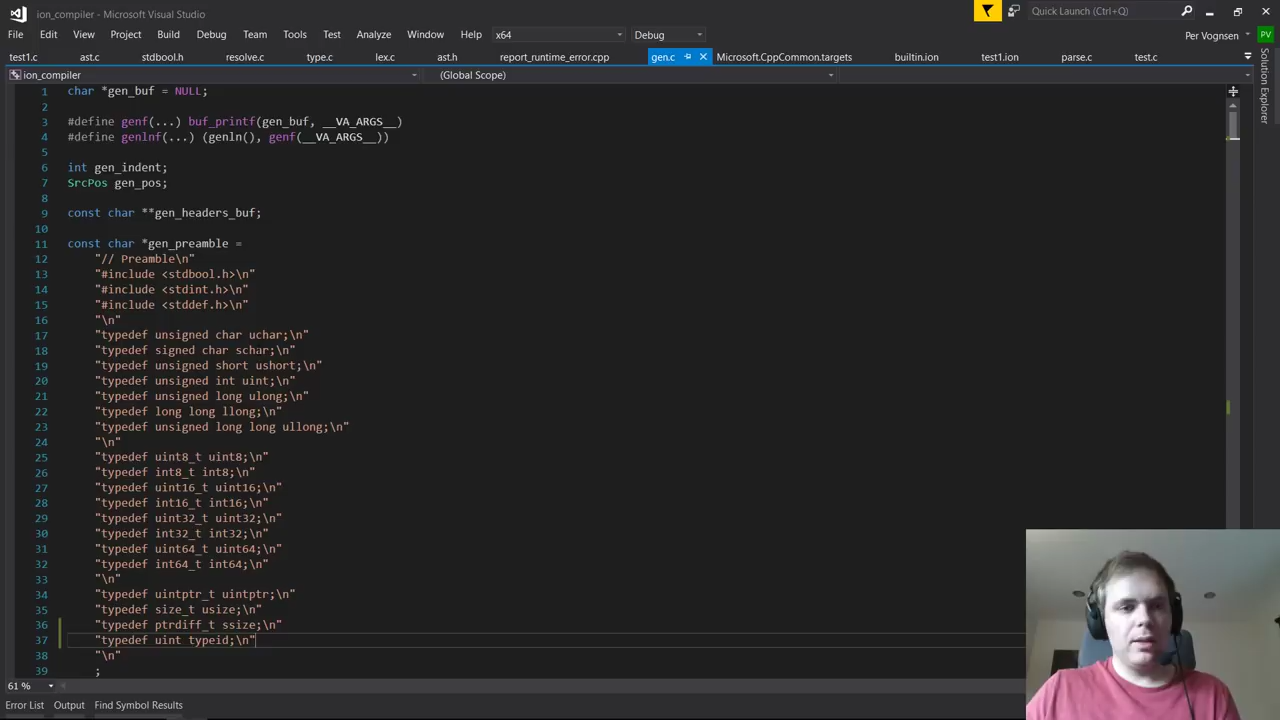 ion_compiler - Microsoft Visual Studio
Quick Launch (Ctrl+Q)
File Edit View Project Build Debug Team Tools Test Analyze Window Help x64 Debug Per Vognsen PV
test1.c ast.c stdbool.h resolve.c type.c lex.c ast.h report_runtime_error.cpp gen.c Microsoft.CppCommon.targets builtin.ion test1.ion parse.c test.c
ion_compiler (Global Scope)
Solution Explorer
1 char *gen_buf = NULL;
2
3 #define genf(...) buf_printf(gen_buf, __VA_ARGS__)
4 #define genlnf(...) (genln(), genf(__VA_ARGS__))
5
6 int gen_indent;
7 SrcPos gen_pos;
8
9 const char **gen_headers_buf;
10
11 const char *gen_preamble =
12 "// Preamble\n"
13 "#include <stdbool.h>\n"
14 "#include <stdint.h>\n"
15 "#include <stddef.h>\n"
16 "\n"
17 "typedef unsigned char uchar;\n"
18 "typedef signed char schar;\n"
19 "typedef unsigned short ushort;\n"
20 "typedef unsigned int uint;\n"
21 "typedef unsigned long ulong;\n"
22 "typedef long long llong;\n"
23 "typedef unsigned long long ullong;\n"
24 "\n"
25 "typedef uint8_t uint8;\n"
26 "typedef int8_t int8;\n"
27 "typedef uint16_t uint16;\n"
28 "typedef int16_t int16;\n"
29 "typedef uint32_t uint32;\n"
30 "typedef int32_t int32;\n"
31 "typedef uint64_t uint64;\n"
32 "typedef int64_t int64;\n"
33 "\n"
34 "typedef uintptr_t uintptr;\n"
35 "typedef size_t usize;\n"
36 "typedef ptrdiff_t ssize;\n"
37 "typedef uint typeid;\n"
38 "\n"
39 ;
61 %
Error List Output Find Symbol Results